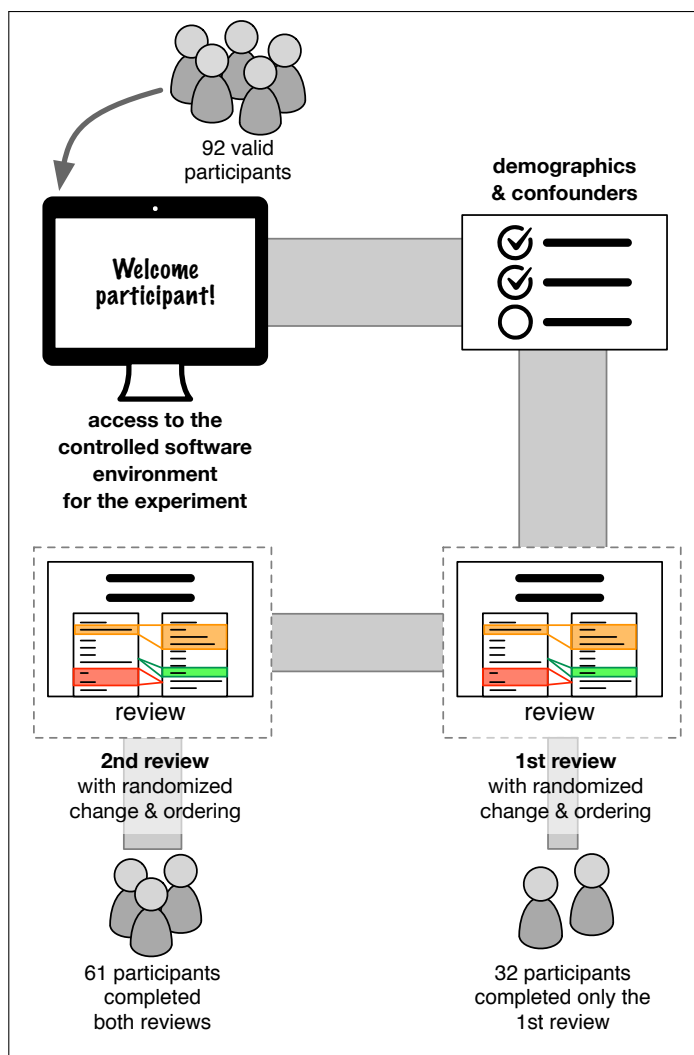 92 valid
participants
demographics
& confounders
Welcome
participant!
access to the
controlled software
environment
for the experiment
review
2nd review
with randomized
change & ordering
61 participants
completed
both reviews
review
1st review
with randomized
change & ordering
32 participants
completed only the
1st review